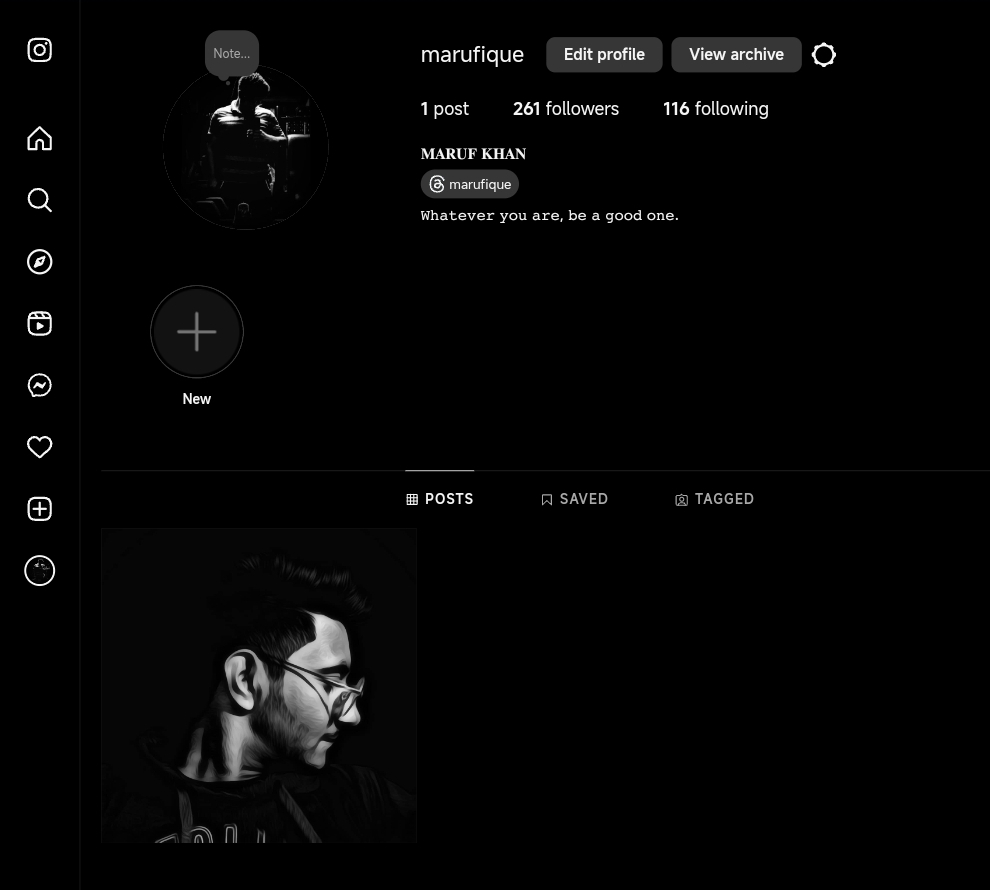 Note...
marufique Edit profile View archive
1 post 261 followers 116 following
MARUF KHAN
marufique
Whatever you are, be a good one.
New
POSTS SAVED TAGGED